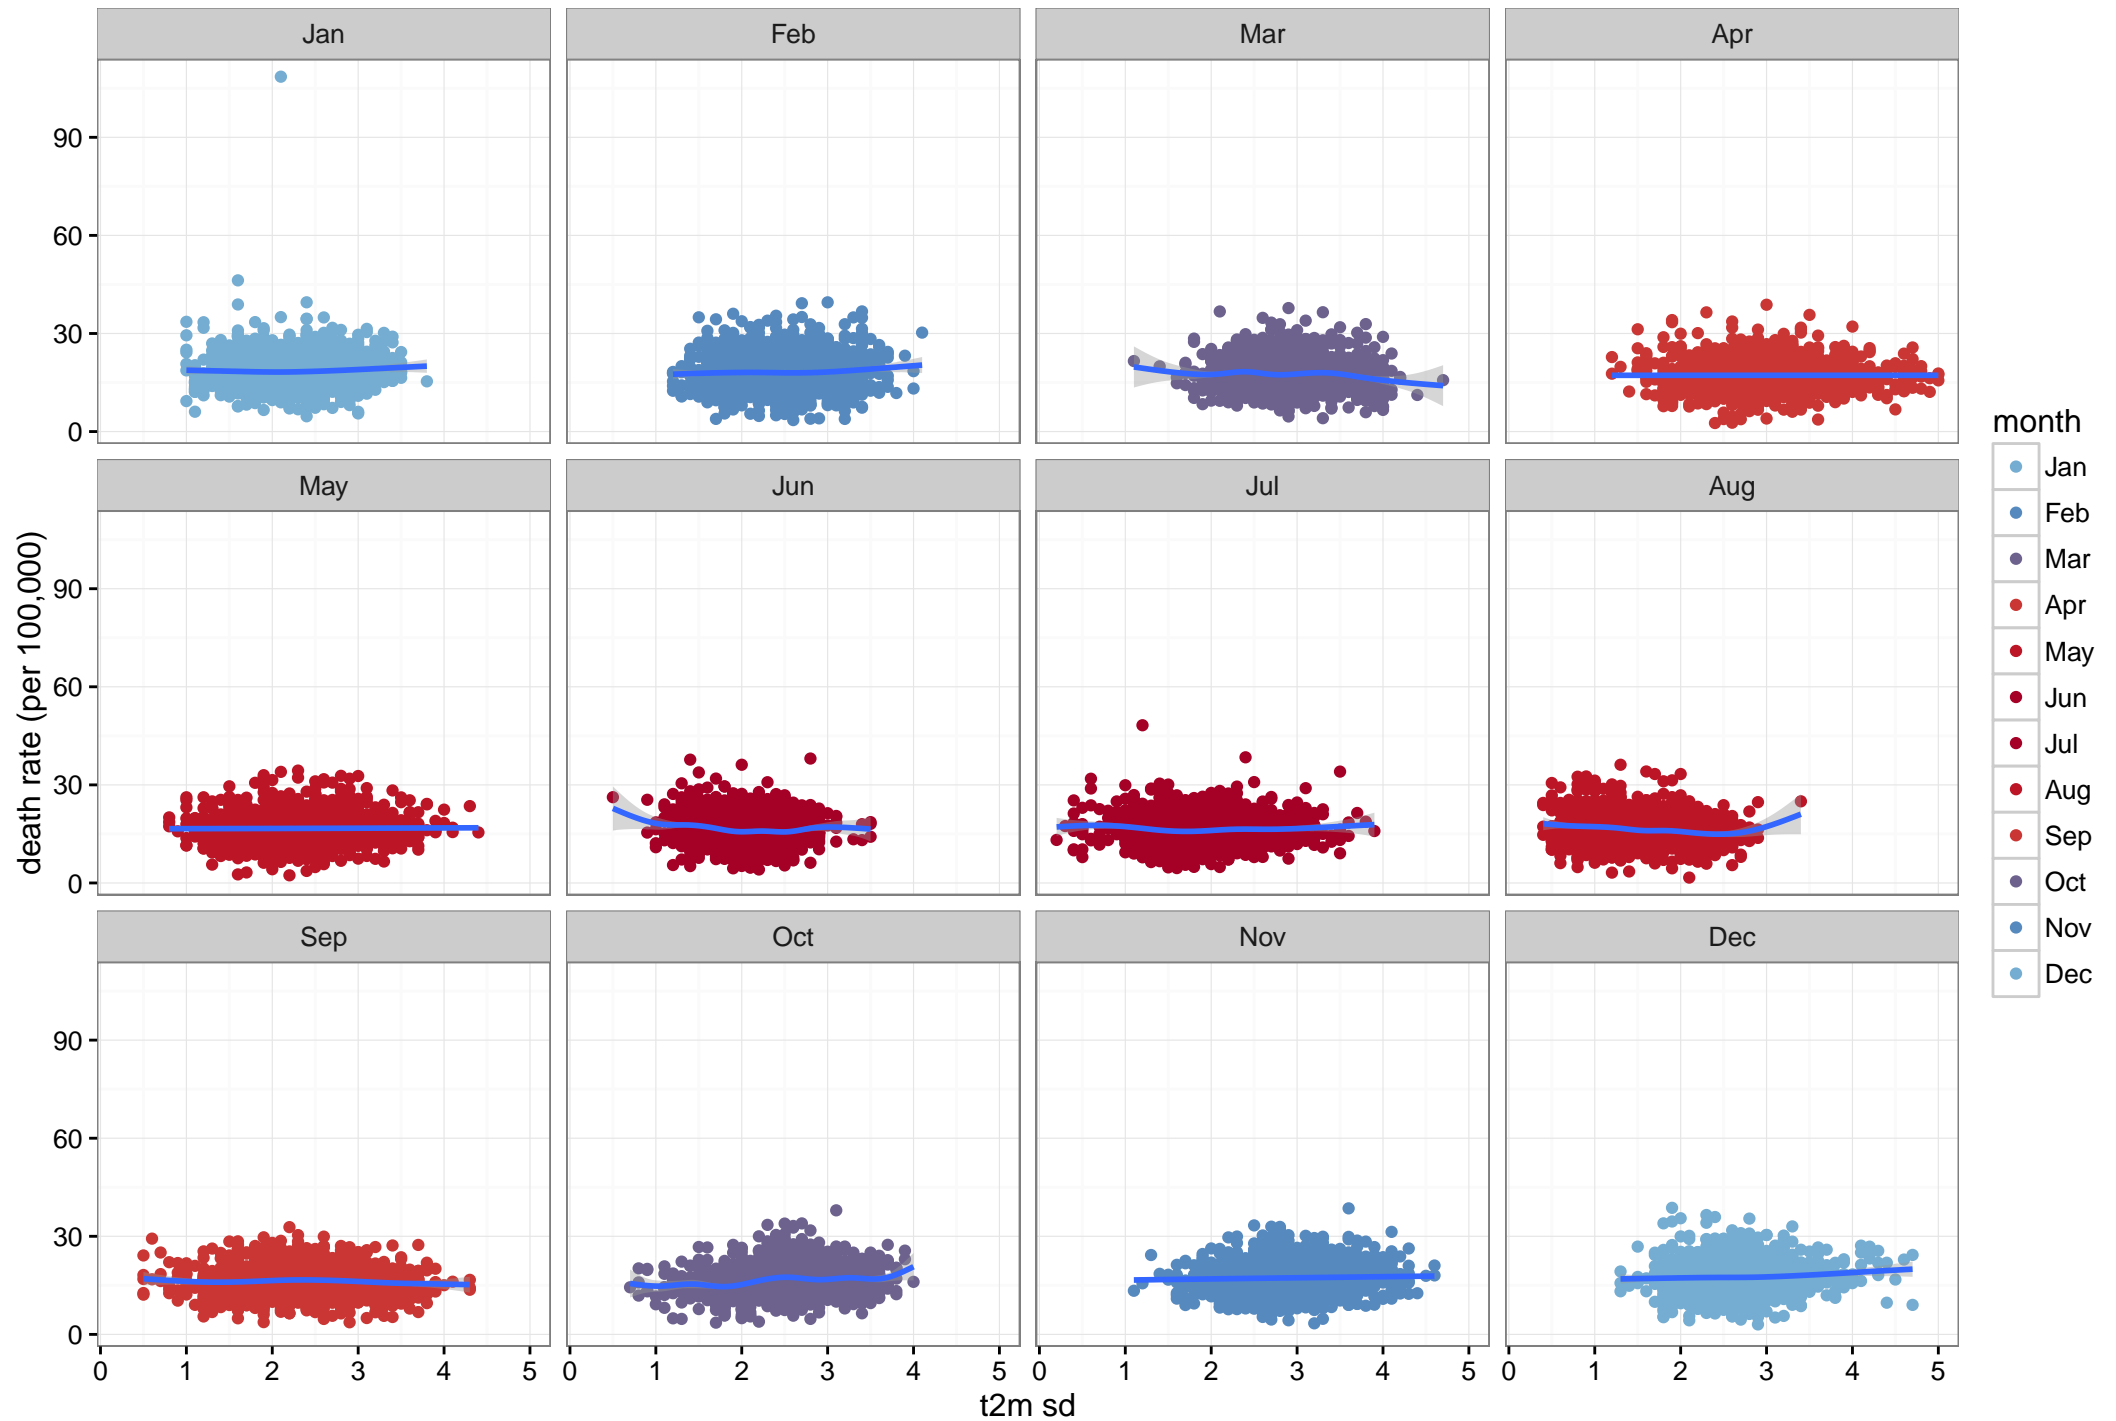 Jan Feb Mar Apr
90
60
30
0
May Jun Jul Aug
90
60
30
0
Sep Oct Nov Dec
90
60
30
0
0 1 2 3 4 5 0 1 2 3 4 5 0 1 2 3 4 5 0 1 2 3 4 5
t2m sd
death rate (per 100,000)
month
Jan
Feb
Mar
Apr
May
Jun
Jul
Aug
Sep
Oct
Nov
Dec